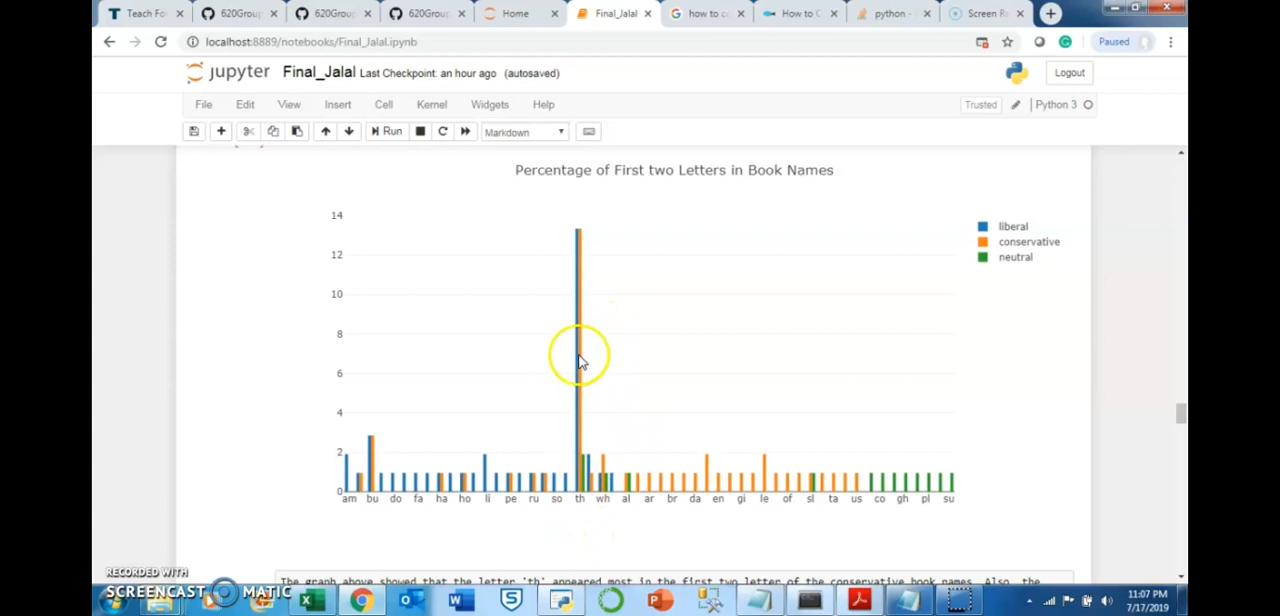 Teach Fo
620Group
620Group
620Group
Home
Final_Jalal
how to co
How to C
python -
Screen Re
localhost:8889/notebooks/Final_Jalal.ipynb
Paused
jupyter Final_Jalal Last Checkpoint: an hour ago (autosaved)
Logout
File Edit View Insert Cell Kernel Widgets Help
Trusted Python 3
Run Markdown
Percentage of First two Letters in Book Names
14
12
10
8
6
4
2
0
liberal
conservative
neutral
am bu do fa ha ho li pe ru so th wh al ar br da en gi le of sl ta us co gh pl su
The graph above showed that the letter 'th' appeared most in the first two letter of the conservative book names. Also, the
RECORDED WITH
SCREENCAST MATIC
11:07 PM
7/17/2019